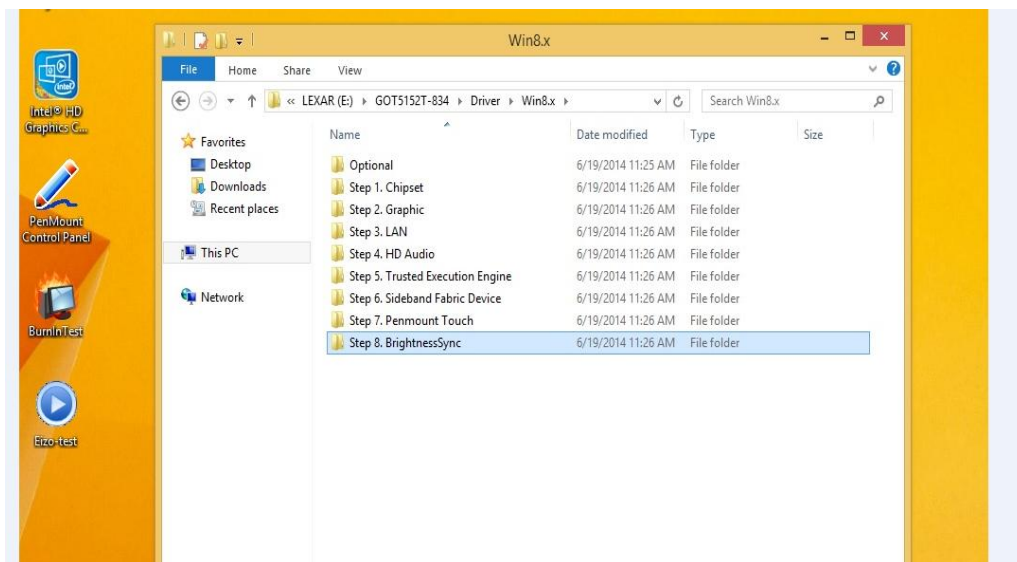 Win8.x
File Home Share View
« LEXAR (E:) GOT5152T-834 Driver Win8.x
Search Win8.x
Name Date modified Type Size
Favorites
Desktop
Downloads
Recent places
This PC
Network
Optional 6/19/2014 11:25 AM File folder
Step 1. Chipset 6/19/2014 11:26 AM File folder
Step 2. Graphic 6/19/2014 11:26 AM File folder
Step 3. LAN 6/19/2014 11:26 AM File folder
Step 4. HD Audio 6/19/2014 11:26 AM File folder
Step 5. Trusted Execution Engine 6/19/2014 11:26 AM File folder
Step 6. Sideband Fabric Device 6/19/2014 11:26 AM File folder
Step 7. Penmount Touch 6/19/2014 11:26 AM File folder
Step 8. BrightnessSync 6/19/2014 11:26 AM File folder
intel
Intel® HD
Graphics C...
PenMount
Control Panel
BurnInTest
Eizo-test